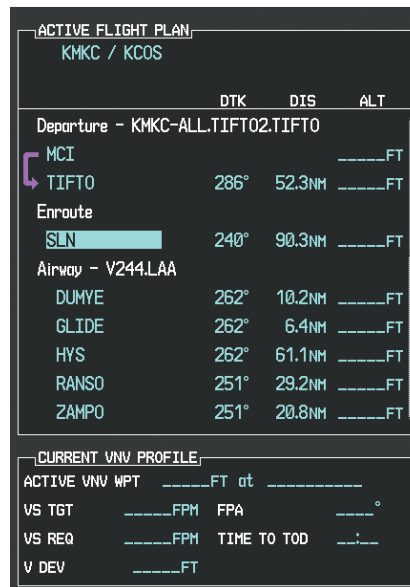 ACTIVE FLIGHT PLAN
KMKC / KCOS
DTK DIS ALT
Departure - KMKC-ALL.TIFTO2.TIFTO
MCI _____FT
TIFTO 286° 52.3NM _____FT
Enroute
SLN 240° 90.3NM _____FT
Airway - V244.LAA
DUMYE 262° 10.2NM _____FT
GLIDE 262° 6.4NM _____FT
HYS 262° 61.1NM _____FT
RANSO 251° 29.2NM _____FT
ZAMPO 251° 20.8NM _____FT
CURRENT VNV PROFILE
ACTIVE VNV WPT _____FT at __________
VS TGT _____FPM FPA ____°
VS REQ _____FPM TIME TO TOD __:__
V DEV _____FT